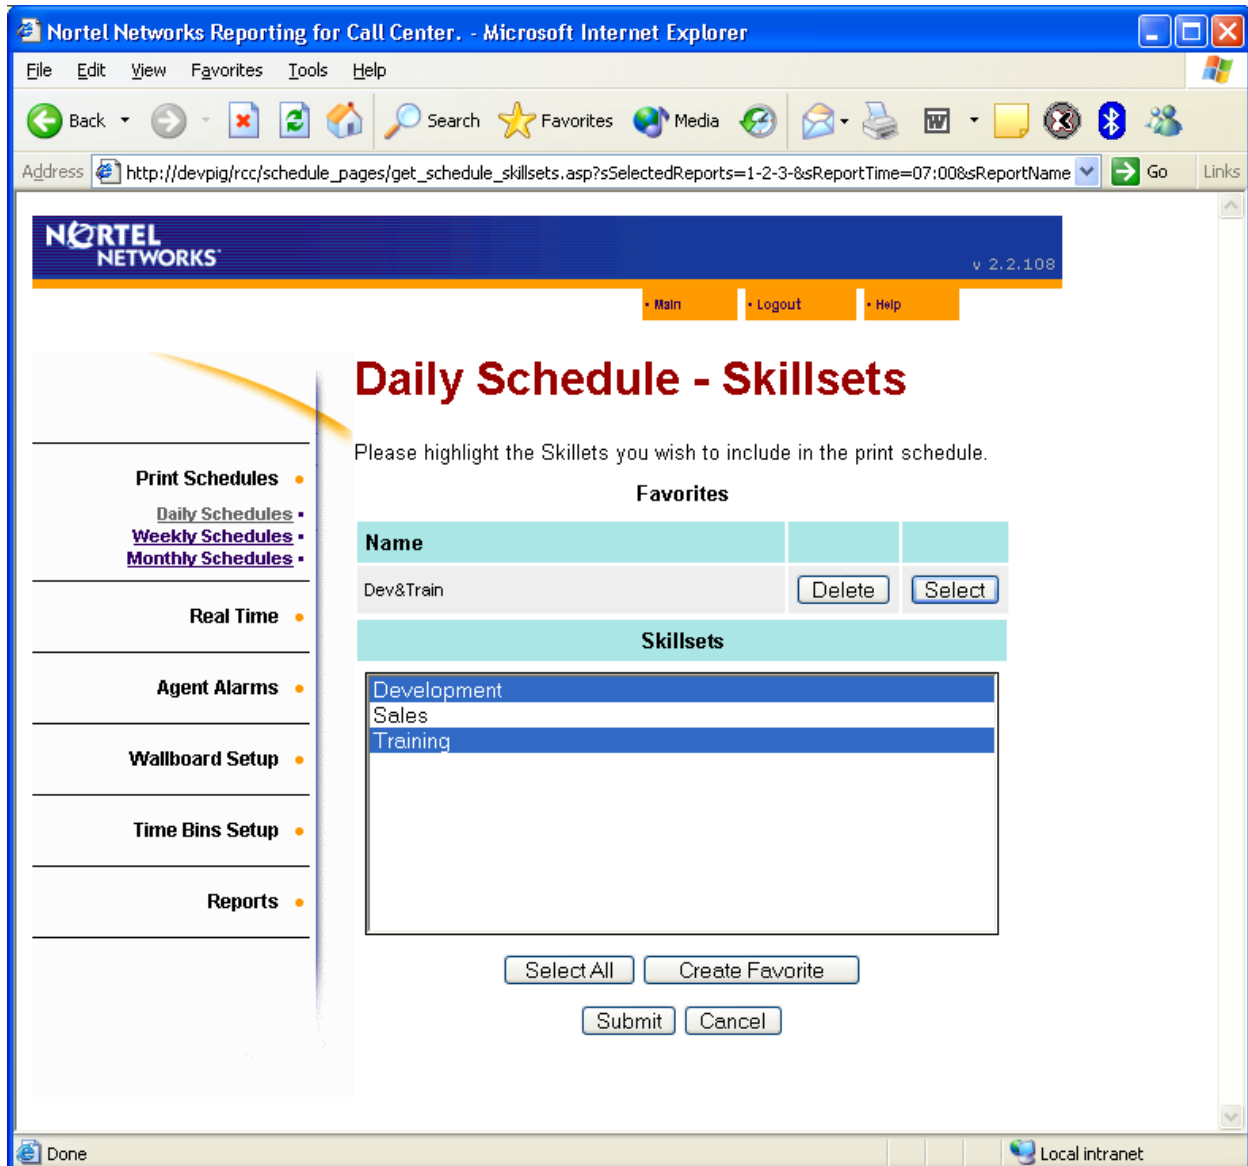 Nortel Networks Reporting for Call Center. - Microsoft Internet Explorer
File Edit View Favorites Tools Help
Back Search Favorites Media
Address http://devpig/rcc/schedule_pages/get_schedule_skillsets.asp?sSelectedReports=1-2-3-&sReportTime=07:00&sReportName Go Links
NORTEL
NETWORKS
v 2.2.108
Main Logout Help
Daily Schedule - Skillsets
Please highlight the Skillets you wish to include in the print schedule.
Favorites
Name
Dev&Train Delete Select
Skillsets
Development
Sales
Training
Select All Create Favorite
Submit Cancel
Print Schedules
Daily Schedules
Weekly Schedules
Monthly Schedules
Real Time
Agent Alarms
Wallboard Setup
Time Bins Setup
Reports
Done Local intranet